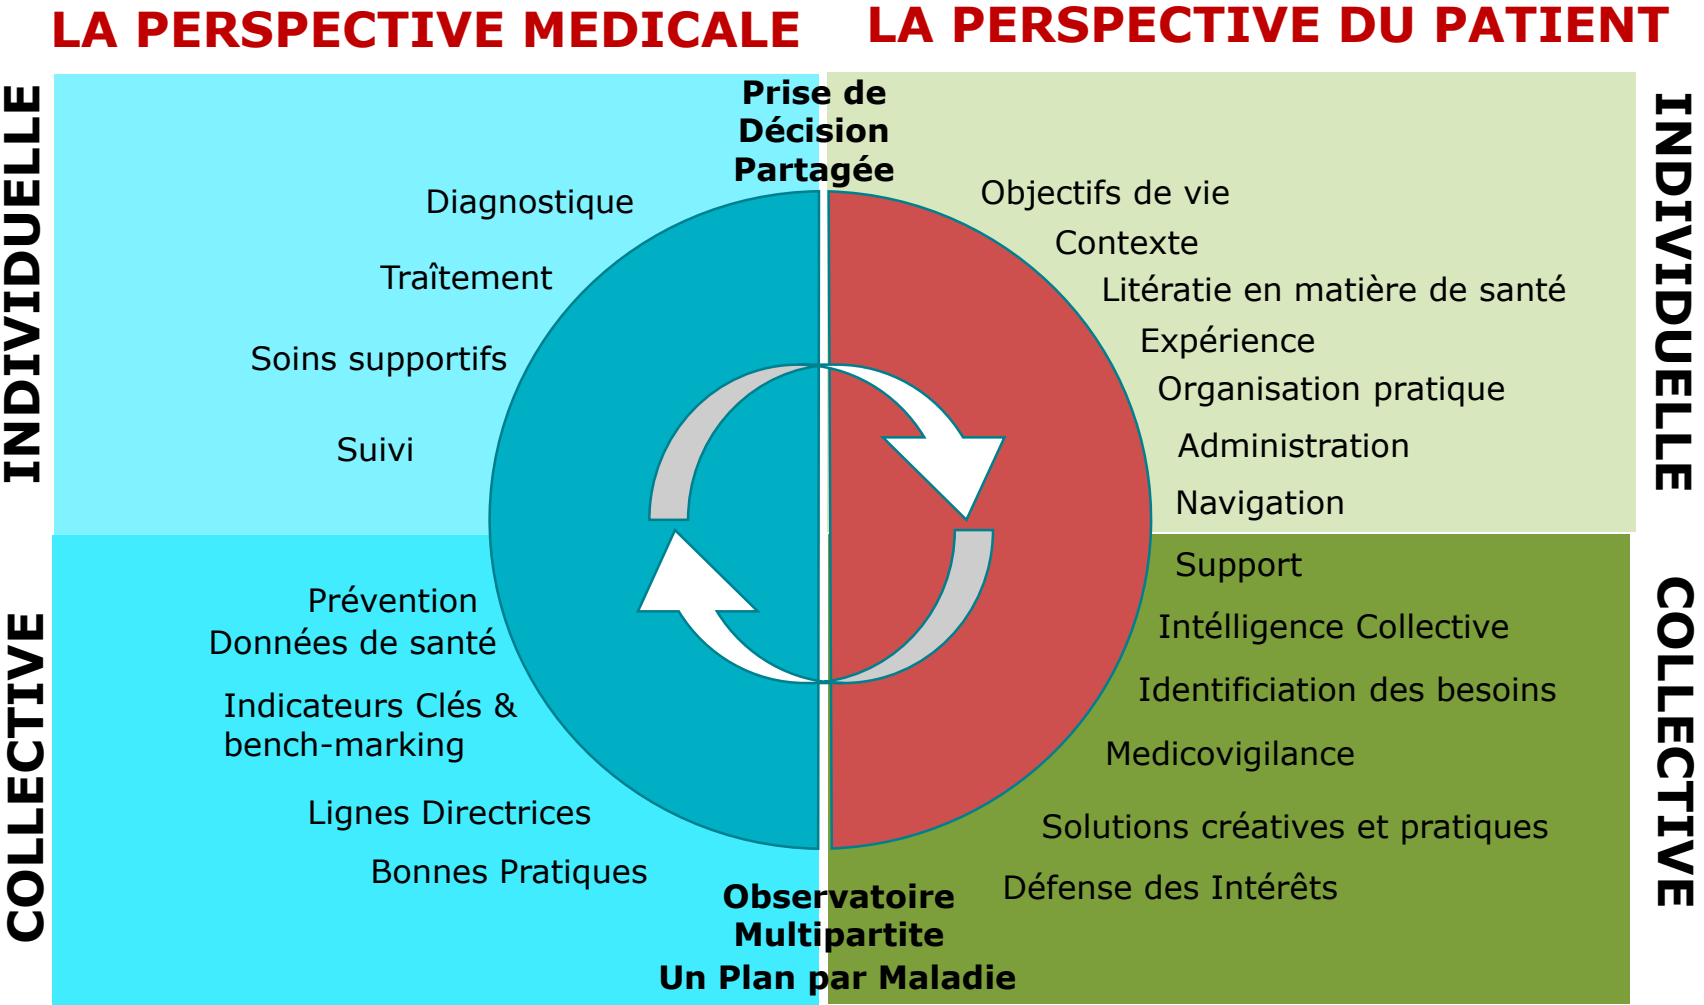 LA PERSPECTIVE MEDICALE
LA PERSPECTIVE DU PATIENT
INDIVIDUELLE
Prise de
Décision
Partagée
Diagnostique
Traîtement
Soins supportifs
Suivi
Objectifs de vie
Contexte
Litératie en matière de santé
Expérience
Organisation pratique
Administration
Navigation
INDIVIDUELLE
COLLECTIVE
Prévention
Données de santé
Indicateurs Clés &
bench-marking
Lignes Directrices
Bonnes Pratiques
Support
Intélligence Collective
Identificiation des besoins
Medicovigilance
Solutions créatives et pratiques
Défense des Intérêts
COLLECTIVE
Observatoire
Multipartite
Un Plan par Maladie